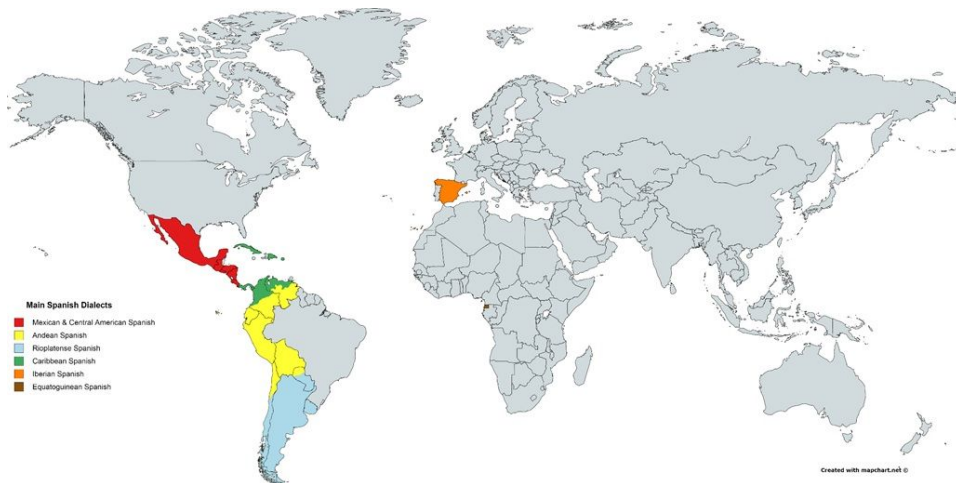 Main Spanish Dialects
Mexican & Central American Spanish
Andean Spanish
Rioplatense Spanish
Caribbean Spanish
Iberian Spanish
Equatoguinean Spanish
Created with mapchart.net ©